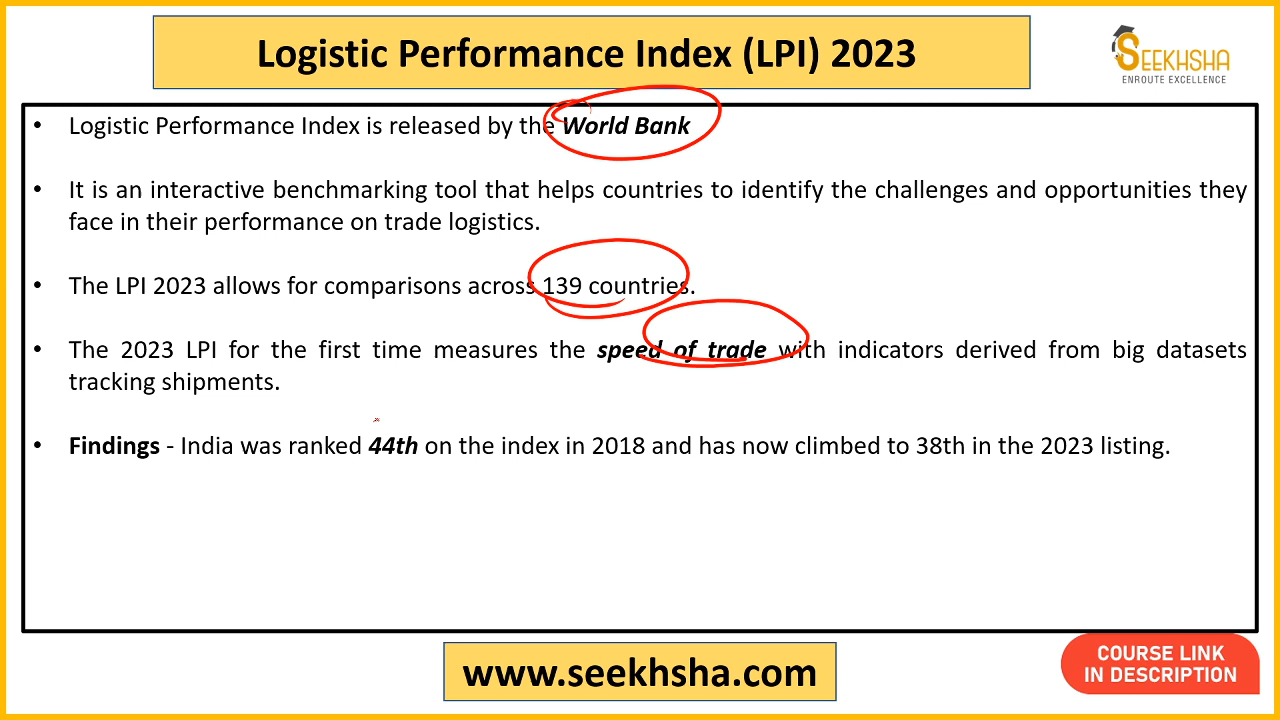 Logistic Performance Index (LPI) 2023
SEEKHSHA
ENROUTE EXCELLENCE
• Logistic Performance Index is released by the World Bank
• It is an interactive benchmarking tool that helps countries to identify the challenges and opportunities they
face in their performance on trade logistics.
• The LPI 2023 allows for comparisons across 139 countries.
• The 2023 LPI for the first time measures the speed of trade with indicators derived from big datasets
tracking shipments.
• Findings - India was ranked 44th on the index in 2018 and has now climbed to 38th in the 2023 listing.
www.seekhsha.com
COURSE LINK
IN DESCRIPTION